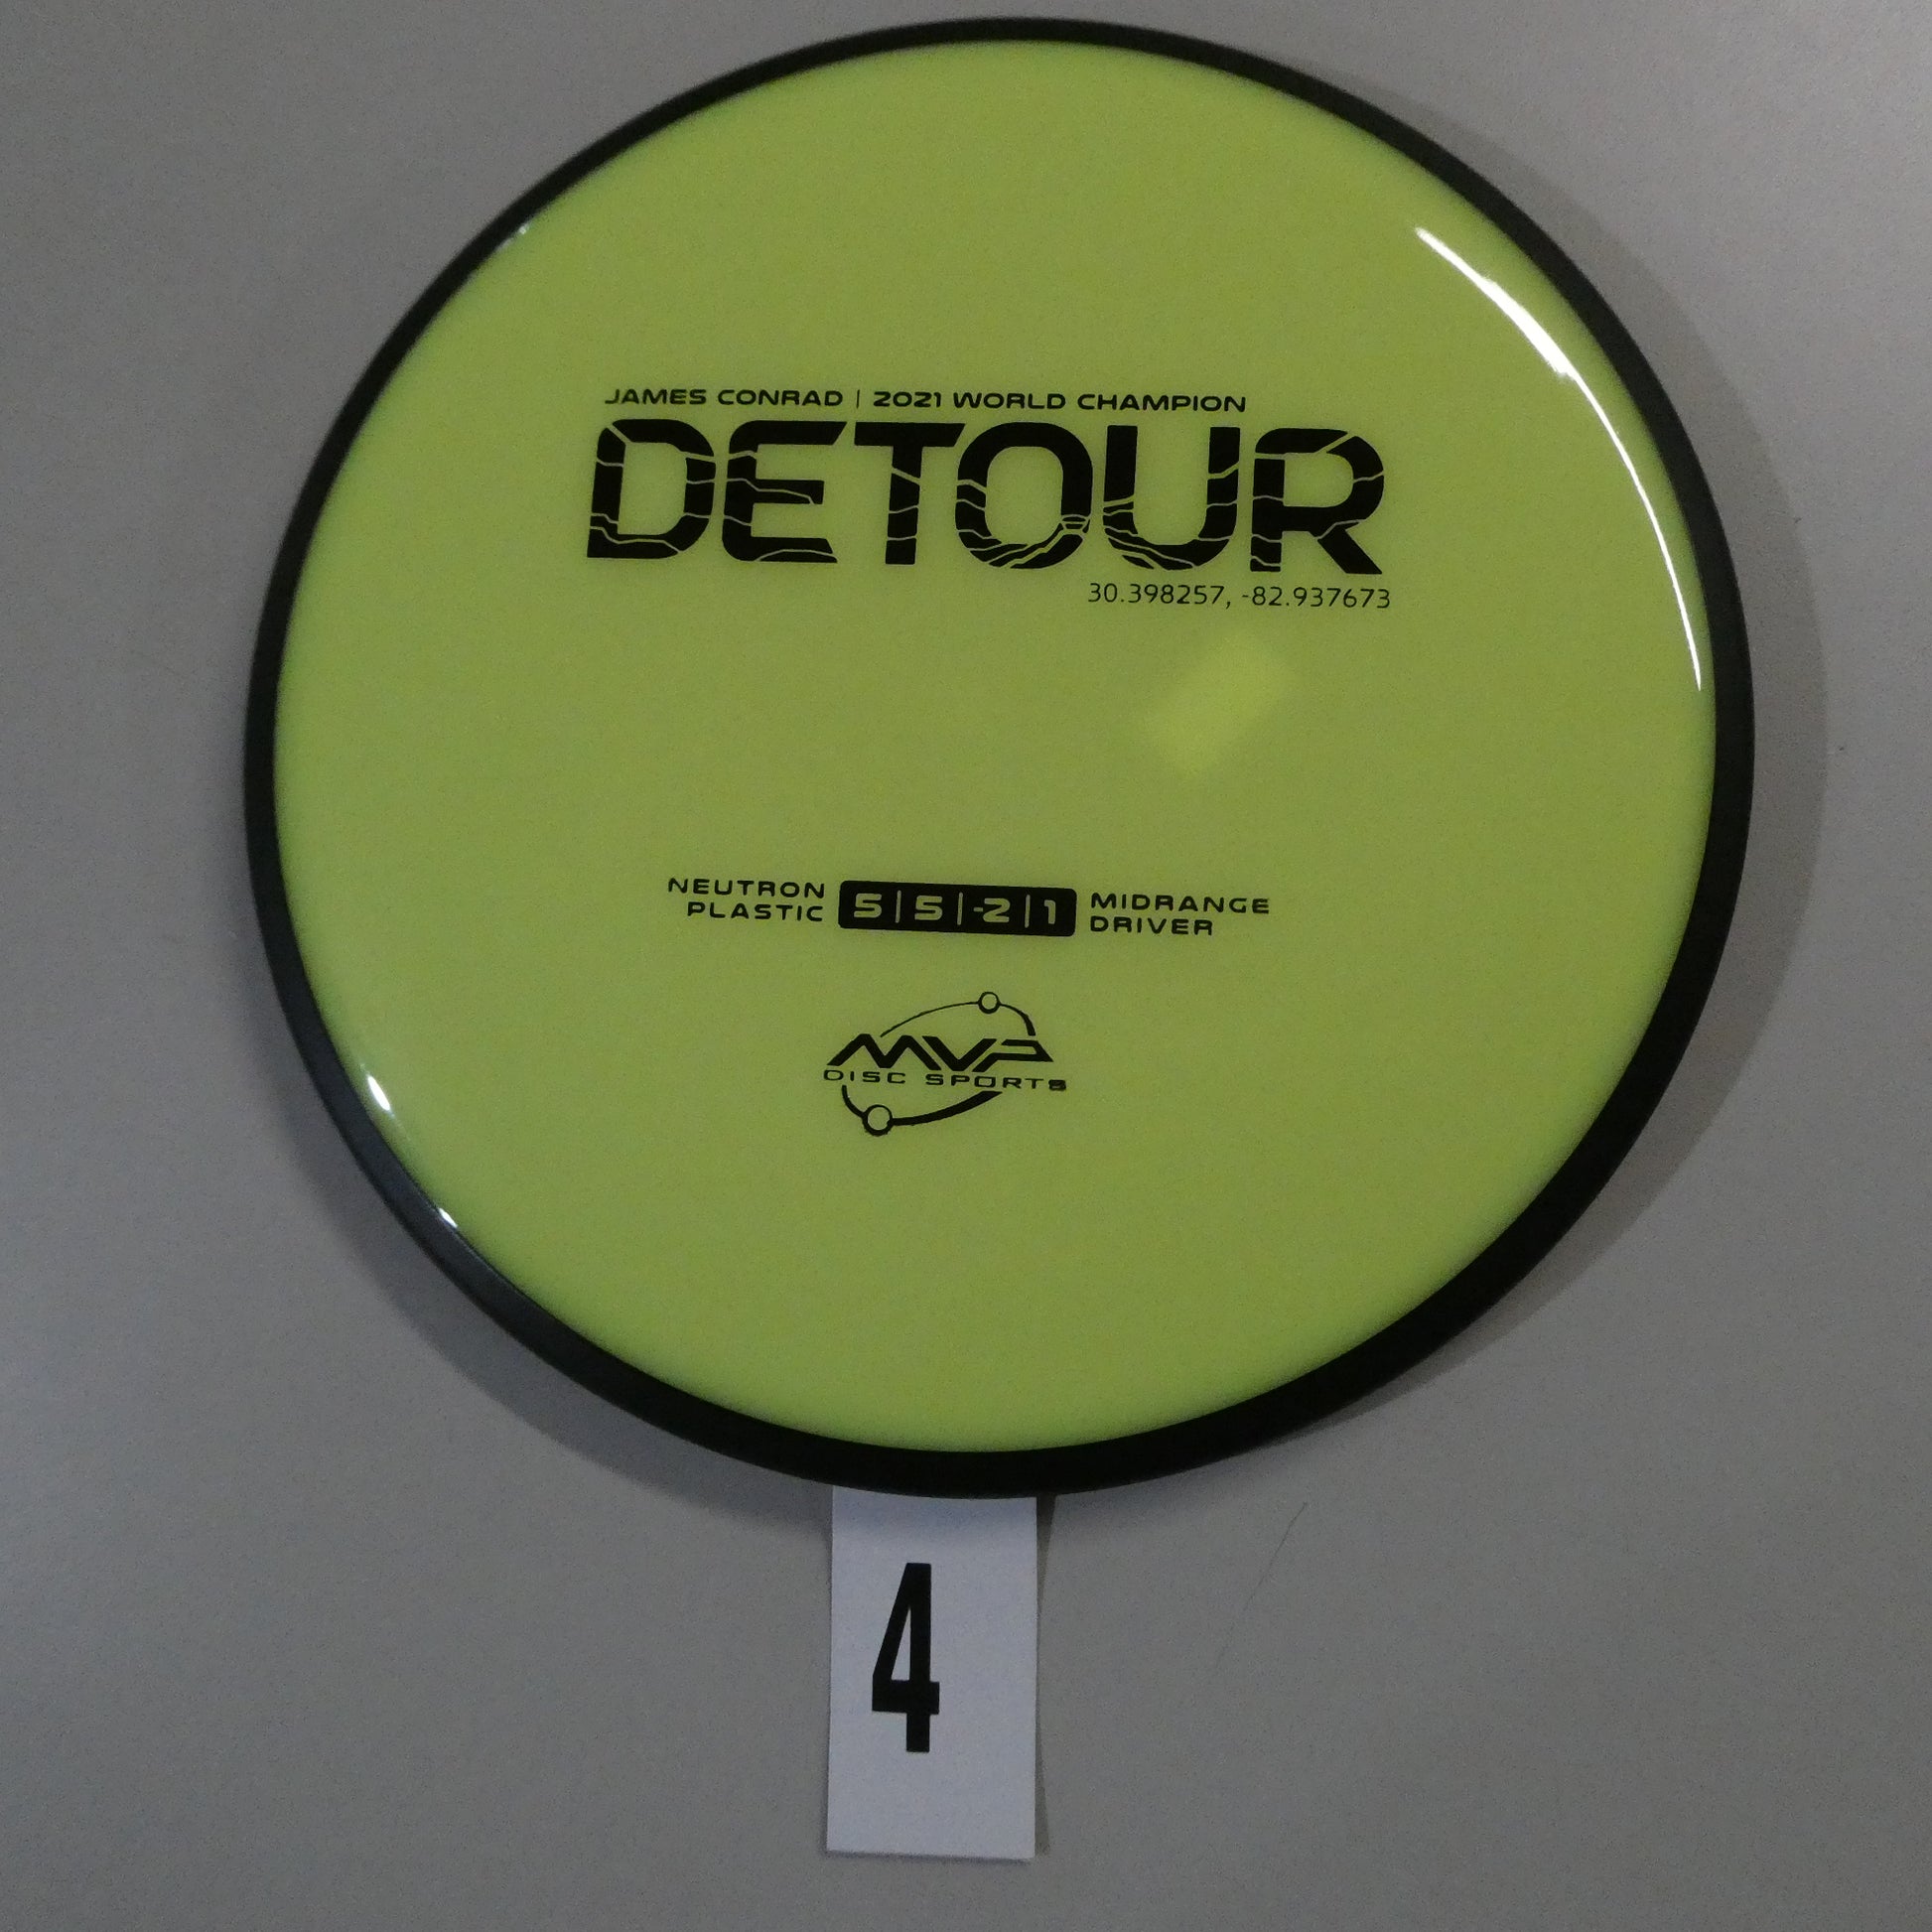 JAMES CONRAD | 2021 WORLD CHAMPION
DETOUR
30.398257, -82.937673
NEUTRON PLASTIC
5 | 5 | -2 | 1
MIDRANGE DRIVER
MVP
DISC SPORTS
4